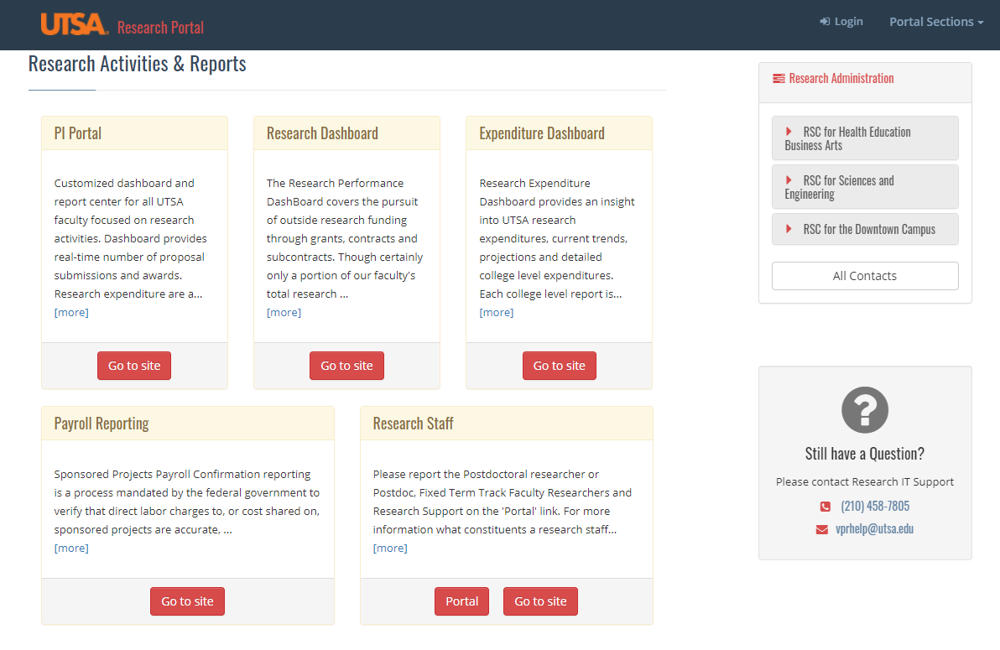 UTSA. Research Portal
Login
Portal Sections
Research Activities & Reports
PI Portal
Customized dashboard and
report center for all UTSA
faculty focused on research
activities. Dashboard provides
real-time number of proposal
submissions and awards.
Research expenditure are a...
[more]
Go to site
Research Dashboard
The Research Performance
DashBoard covers the pursuit
of outside research funding
through grants, contracts and
subcontracts. Though certainly
only a portion of our faculty's
total research ...
[more]
Go to site
Expenditure Dashboard
Research Expenditure
Dashboard provides an insight
into UTSA research
expenditures, current trends,
projections and detailed
college level expenditures.
Each college level report is...
[more]
Go to site
Payroll Reporting
Sponsored Projects Payroll Confirmation reporting
is a process mandated by the federal government to
verify that direct labor charges to, or cost shared on,
sponsored projects are accurate, ...
[more]
Go to site
Research Staff
Please report the Postdoctoral researcher or
Postdoc, Fixed Term Track Faculty Researchers and
Research Support on the 'Portal' link. For more
information what constitutes a research staff...
[more]
Portal
Go to site
Research Administration
RSC for Health Education
Business Arts
RSC for Sciences and
Engineering
RSC for the Downtown Campus
All Contacts
?
Still have a Question?
Please contact Research IT Support
(210) 458-7805
vprhelp@utsa.edu